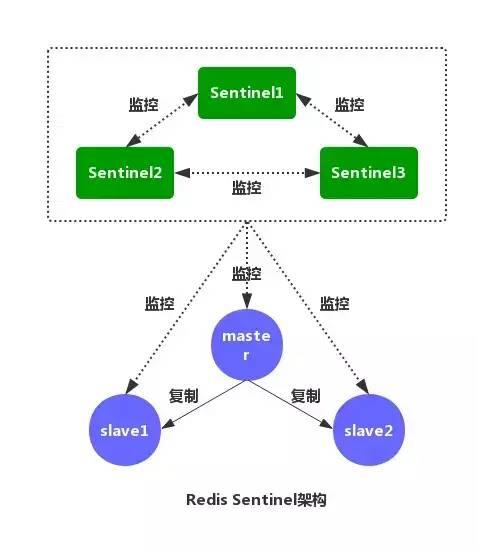 Sentinel1
监控
监控
Sentinel2
监控
Sentinel3
监控
监控
监控
maste
r
复制
复制
slave1
slave2
Redis Sentinel架构